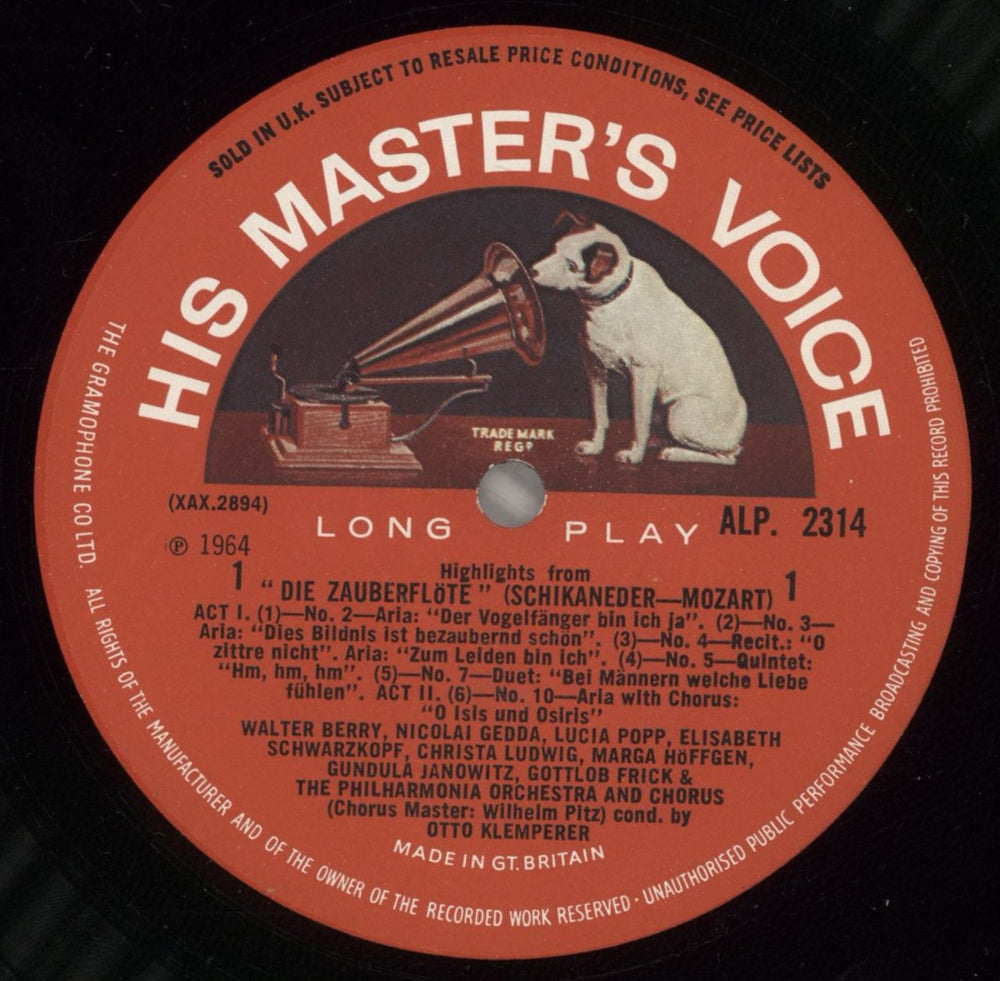 SOLD IN U.K. SUBJECT TO RESALE PRICE CONDITIONS, SEE PRICE LISTS
HIS MASTER'S VOICE
TRADE MARK
REGD
(XAX.2894)
LONG PLAY
ALP. 2314
℗ 1964
Highlights from
1 "DIE ZAUBERFLÖTE" (SCHIKANEDER—MOZART) 1
ACT I. (1)—No. 2—Aria: "Der Vogelfänger bin ich ja". (2)—No. 3—
Aria: "Dies Bildnis ist bezaubernd schön". (3)—No. 4—Recit.: "O
zittre nicht". Aria: "Zum Leiden bin ich". (4)—No. 5—Quintet:
"Hm, hm, hm". (5)—No. 7—Duet: "Bei Männern welche Liebe
fühlen". ACT II. (6)—No. 10—Aria with Chorus:
"O Isis und Osiris"
WALTER BERRY, NICOLAI GEDDA, LUCIA POPP, ELISABETH
SCHWARZKOPF, CHRISTA LUDWIG, MARGA HÖFFGEN,
GUNDULA JANOWITZ, GOTTLOB FRICK &
THE PHILHARMONIA ORCHESTRA AND CHORUS
(Chorus Master: Wilhelm Pitz) cond. by
OTTO KLEMPERER
MADE IN GT. BRITAIN
THE GRAMOPHONE CO LTD. ALL RIGHTS OF THE MANUFACTURER AND OF THE OWNER OF THE RECORDED WORK RESERVED · UNAUTHORISED PUBLIC PERFORMANCE BROADCASTING AND COPYING OF THIS RECORD PROHIBITED